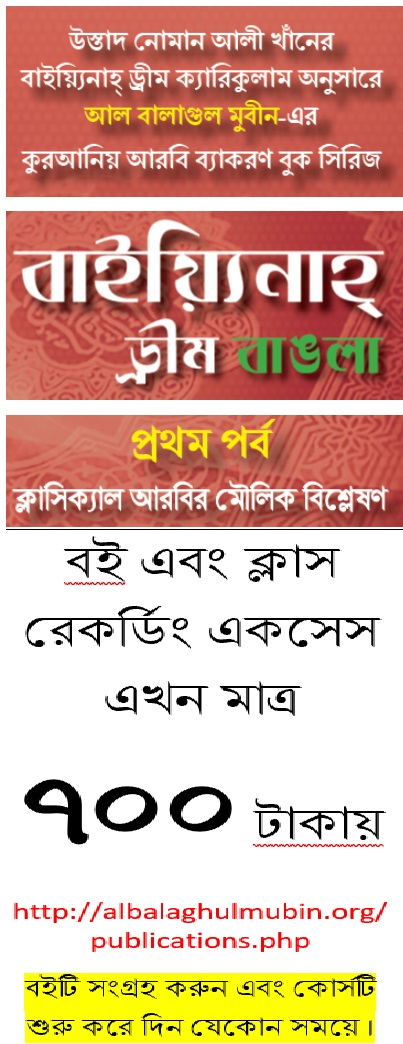 উস্তাদ নোমান আলী খাঁনের
বাইয়্যিনাহ্ ড্রীম ক্যারিকুলাম অনুসারে
আল বালাগুল মুবীন-এর
কুরআনিয় আরবি ব্যাকরণ বুক সিরিজ
বাইয়্যিনাহ্
ড্রীম বাঙলা
প্রথম পর্ব
ক্লাসিক্যাল আরবির মৌলিক বিশ্লেষণ
বই এবং ক্লাস
রেকর্ডিং একসেস
এখন মাত্র
৭০০ টাকায়
http://albalaghulmubin.org/
publications.php
বইটি সংগ্রহ করুন এবং কোর্সটি
শুরু করে দিন যেকোন সময়ে।